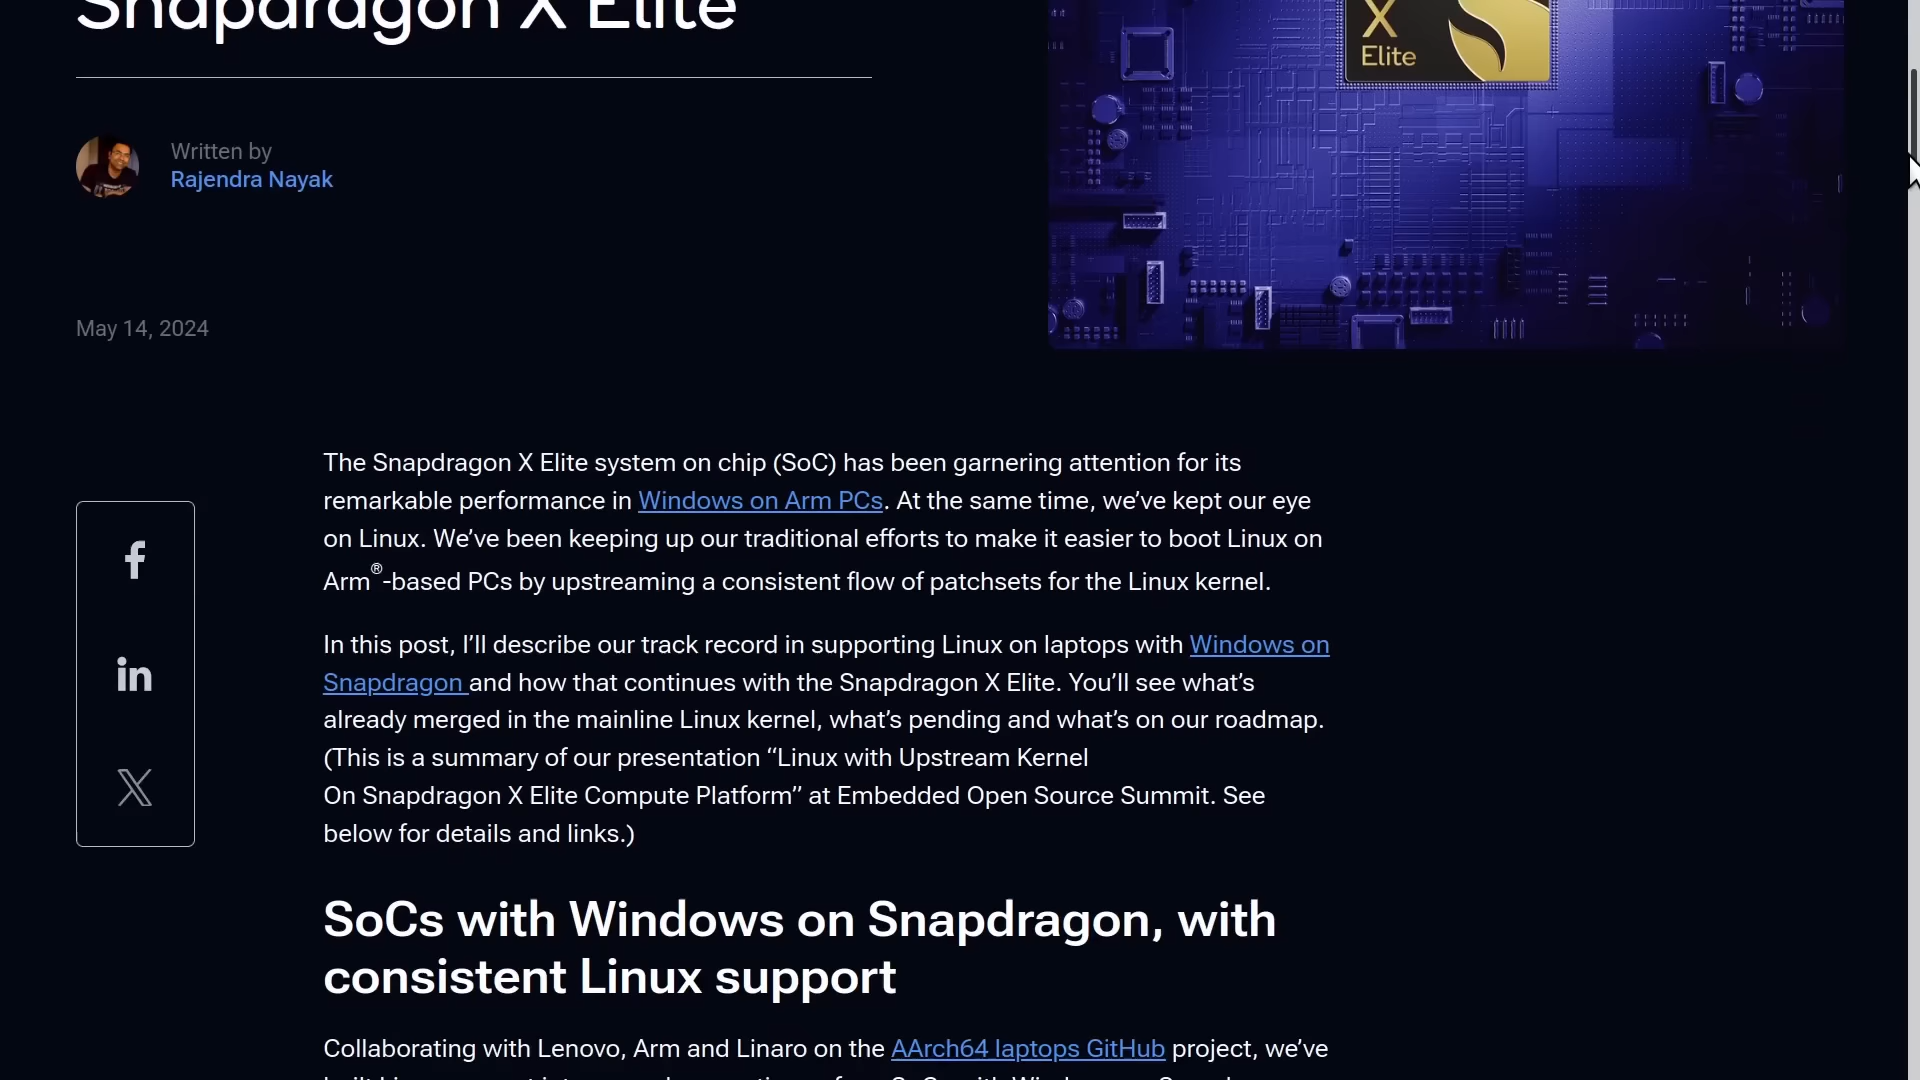 Snapdragon X Elite
X
Elite
Written by
Rajendra Nayak
May 14, 2024
The Snapdragon X Elite system on chip (SoC) has been garnering attention for its
remarkable performance in Windows on Arm PCs. At the same time, we’ve kept our eye
on Linux. We’ve been keeping up our traditional efforts to make it easier to boot Linux on
Arm®-based PCs by upstreaming a consistent flow of patchsets for the Linux kernel.
In this post, I’ll describe our track record in supporting Linux on laptops with Windows on
Snapdragon and how that continues with the Snapdragon X Elite. You’ll see what’s
already merged in the mainline Linux kernel, what’s pending and what’s on our roadmap.
(This is a summary of our presentation “Linux with Upstream Kernel
On Snapdragon X Elite Compute Platform” at Embedded Open Source Summit. See
below for details and links.)
f
in
X
SoCs with Windows on Snapdragon, with
consistent Linux support
Collaborating with Lenovo, Arm and Linaro on the AArch64 laptops GitHub project, we’ve